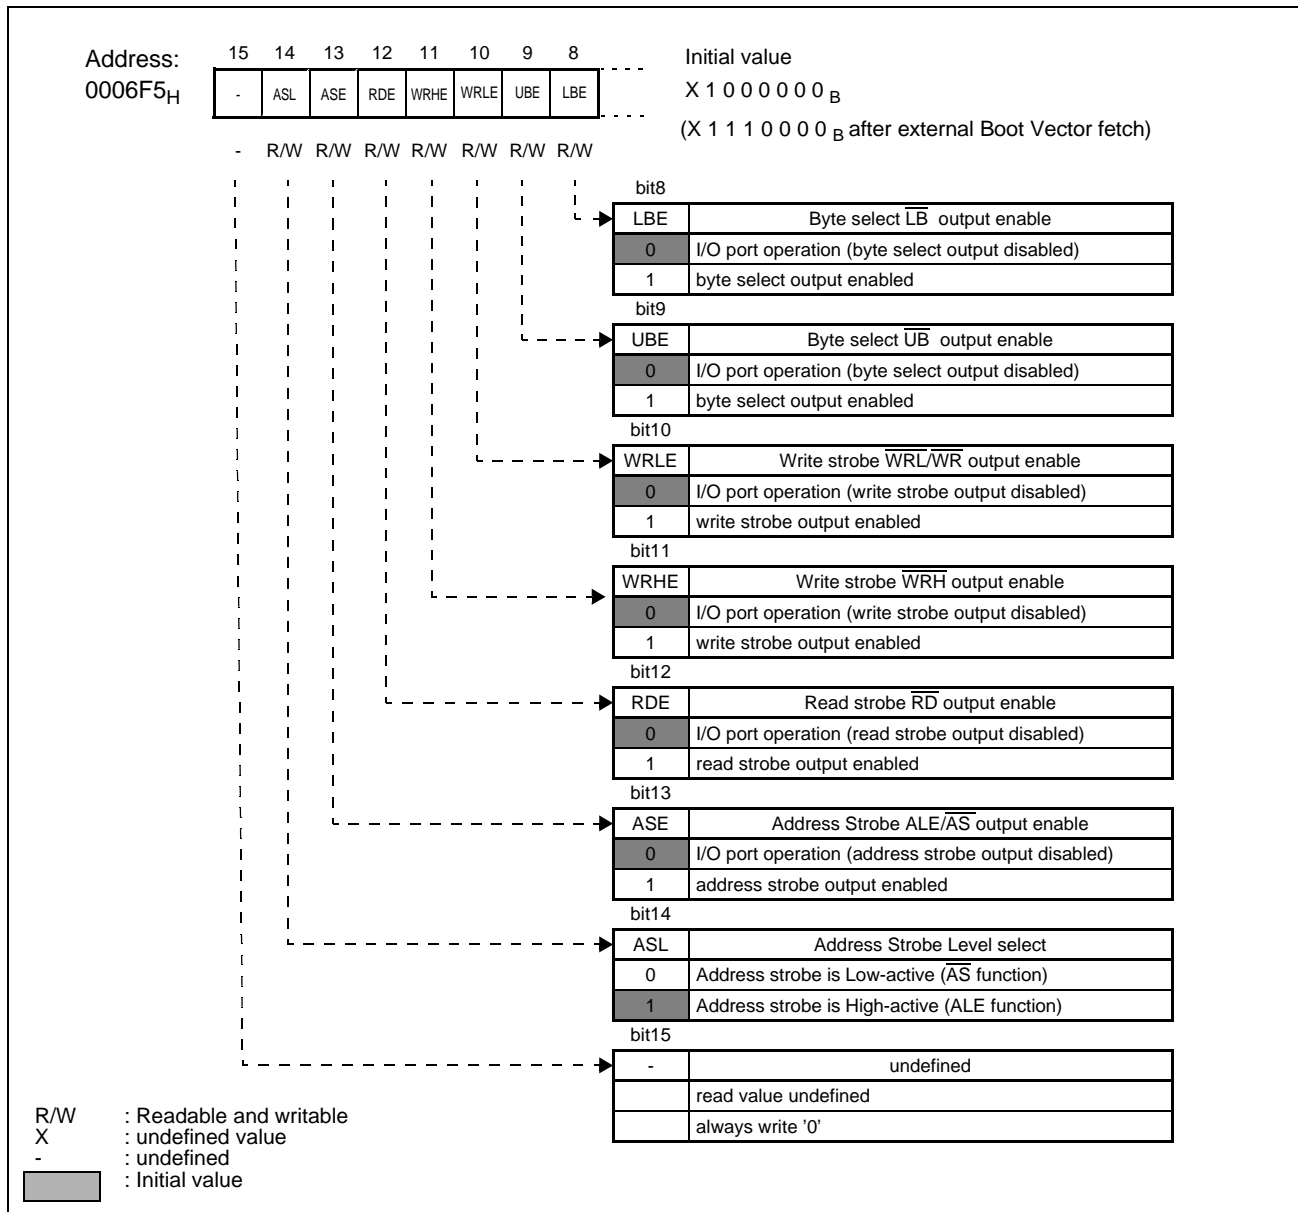 Address: 15 14 13 12 11 10 9 8 Initial value
0006F5H - ASL ASE RDE WRHE WRLE UBE LBE X 1 0 0 0 0 0 0 B
(X 1 1 1 0 0 0 0 B after external Boot Vector fetch)
- R/W R/W R/W R/W R/W R/W R/W
bit8
LBE Byte select L̅B̅ output enable
0 I/O port operation (byte select output disabled)
1 byte select output enabled
bit9
UBE Byte select U̅B̅ output enable
0 I/O port operation (byte select output disabled)
1 byte select output enabled
bit10
WRLE Write strobe W̅R̅L̅/W̅R̅ output enable
0 I/O port operation (write strobe output disabled)
1 write strobe output enabled
bit11
WRHE Write strobe W̅R̅H̅ output enable
0 I/O port operation (write strobe output disabled)
1 write strobe output enabled
bit12
RDE Read strobe R̅D̅ output enable
0 I/O port operation (read strobe output disabled)
1 read strobe output enabled
bit13
ASE Address Strobe ALE/A̅S̅ output enable
0 I/O port operation (address strobe output disabled)
1 address strobe output enabled
bit14
ASL Address Strobe Level select
0 Address strobe is Low-active (A̅S̅ function)
1 Address strobe is High-active (ALE function)
bit15
- undefined
read value undefined
always write '0'
R/W : Readable and writable
X : undefined value
- : undefined
: Initial value